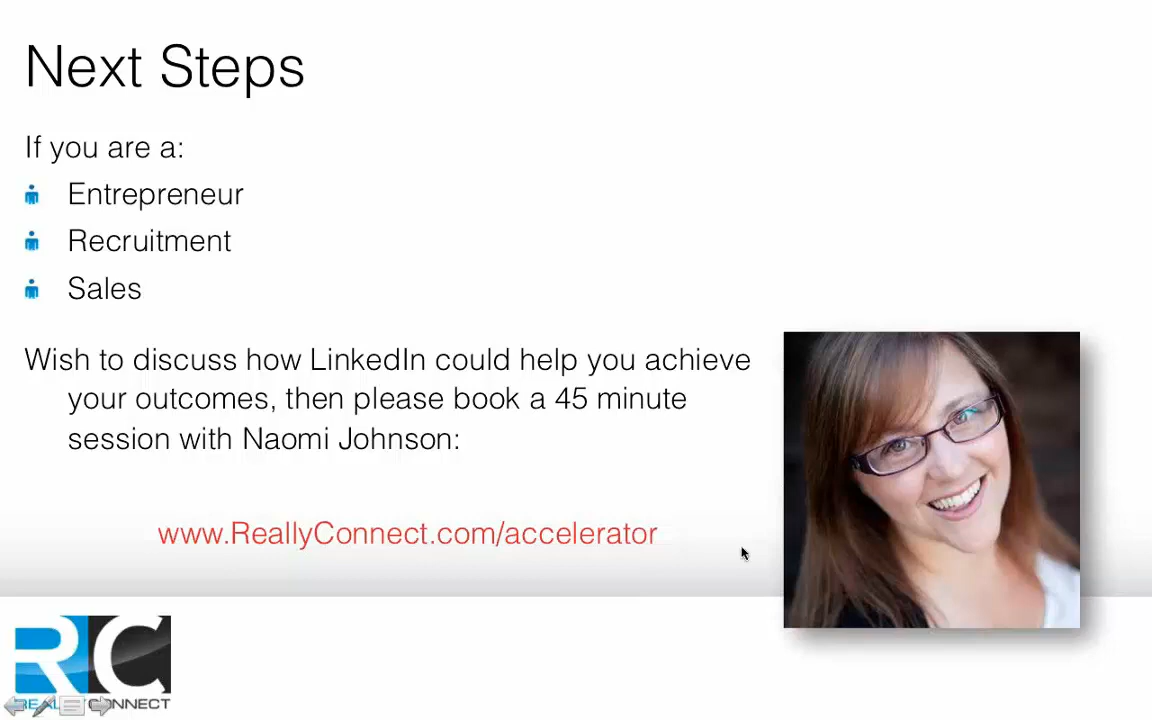 Next Steps
If you are a:
Entrepreneur
Recruitment
Sales
Wish to discuss how LinkedIn could help you achieve
your outcomes, then please book a 45 minute
session with Naomi Johnson:
www.ReallyConnect.com/accelerator
RC